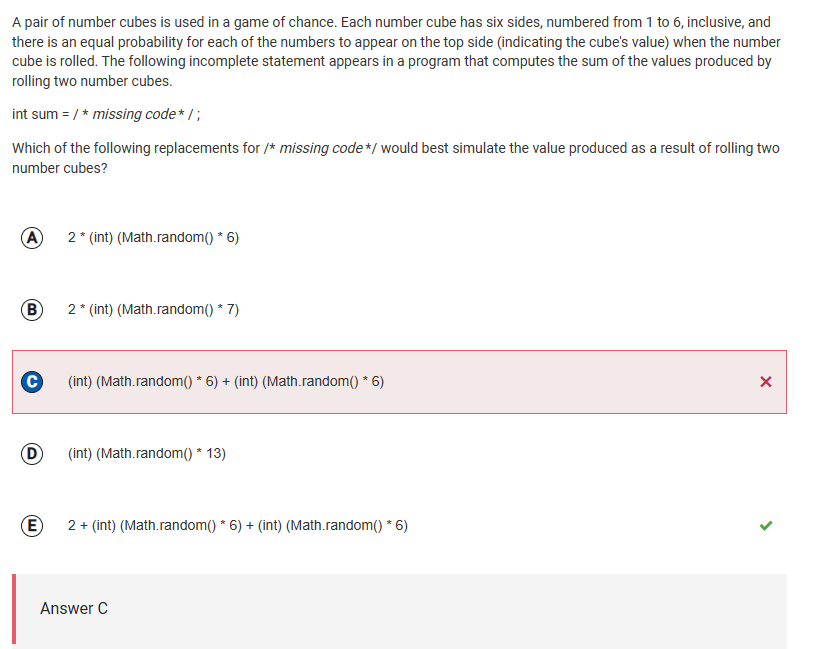 A pair of number cubes is used in a game of chance. Each number cube has six sides, numbered from 1 to 6, inclusive, and
there is an equal probability for each of the numbers to appear on the top side (indicating the cube's value) when the number
cube is rolled. The following incomplete statement appears in a program that computes the sum of the values produced by
rolling two number cubes.
int sum = / * missing code * / ;
Which of the following replacements for /* missing code */ would best simulate the value produced as a result of rolling two
number cubes?
A 2 * (int) (Math.random() * 6)
B 2 * (int) (Math.random() * 7)
C (int) (Math.random() * 6) + (int) (Math.random() * 6)
D (int) (Math.random() * 13)
E 2 + (int) (Math.random() * 6) + (int) (Math.random() * 6)
Answer C